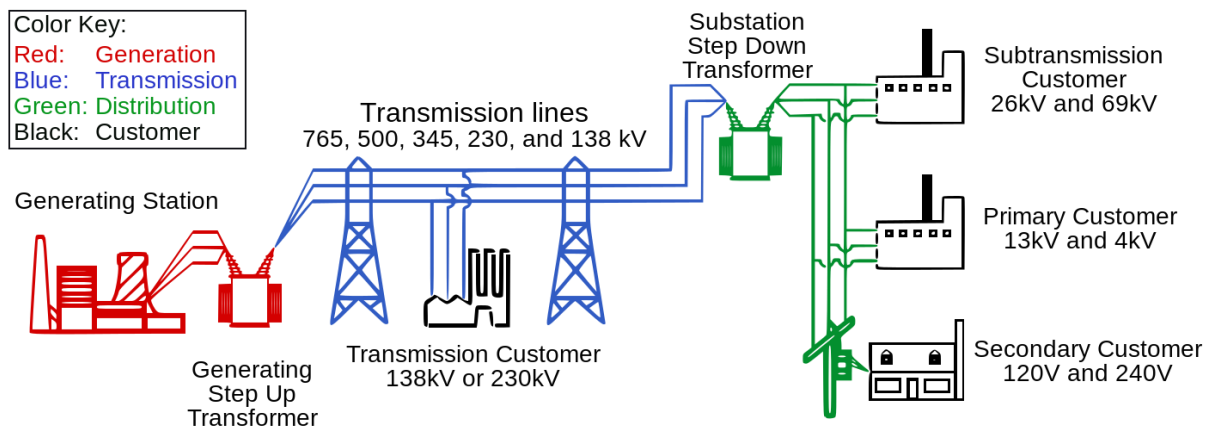 Color Key:
Red: Generation
Blue: Transmission
Green: Distribution
Black: Customer
Generating Station
Generating
Step Up
Transformer
Transmission lines
765, 500, 345, 230, and 138 kV
Transmission Customer
138kV or 230kV
Substation
Step Down
Transformer
Subtransmission
Customer
26kV and 69kV
Primary Customer
13kV and 4kV
Secondary Customer
120V and 240V